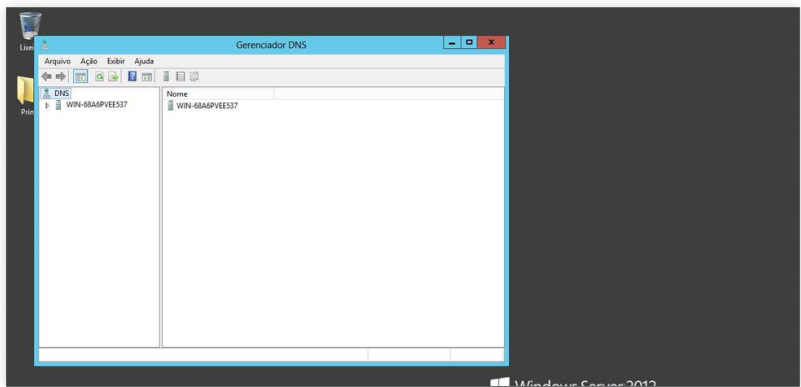 Gerenciador DNS
Arquivo Ação Exibir Ajuda
DNS
WIN-68A6PVEE537
Nome
WIN-68A6PVEE537
Windows Server 2012